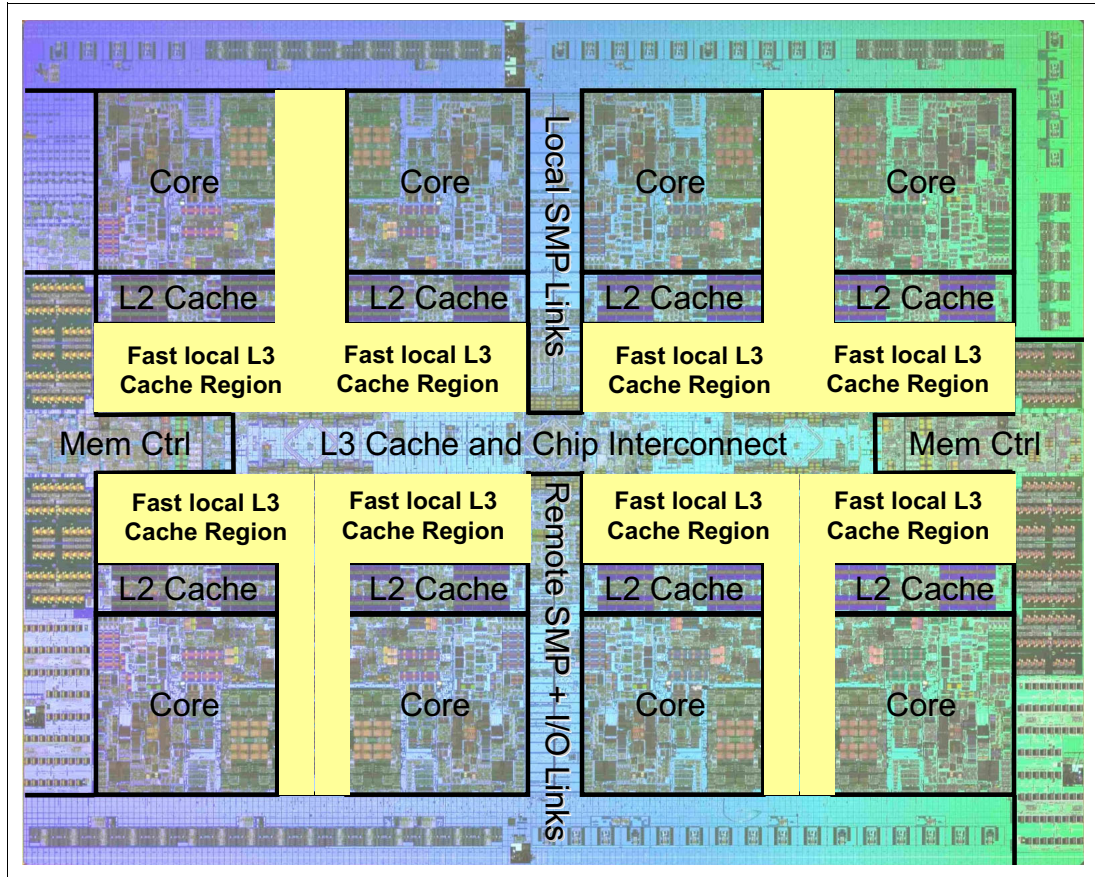 Core Core Core Core
Local SMP Links
L2 Cache L2 Cache L2 Cache L2 Cache
Fast local L3 Fast local L3 Fast local L3 Fast local L3
Cache Region Cache Region Cache Region Cache Region
Mem Ctrl L3 Cache and Chip Interconnect Mem Ctrl
Fast local L3 Fast local L3 Fast local L3 Fast local L3
Cache Region Cache Region Cache Region Cache Region
Remote SMP + I/O Links
L2 Cache L2 Cache L2 Cache L2 Cache
Core Core Core Core